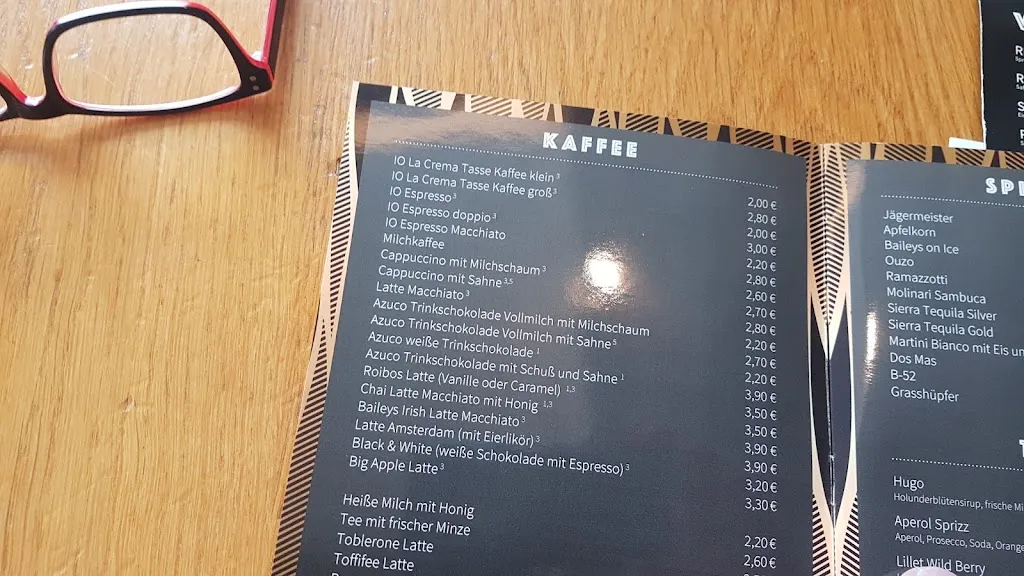 KAFFEE
IO La Crema Tasse Kaffee klein ³ 2,00 €
IO La Crema Tasse Kaffee groß ³ 2,80 €
IO Espresso ³ 2,00 €
IO Espresso doppio ³ 3,00 €
IO Espresso Macchiato 2,20 €
Milchkaffee 2,80 €
Cappuccino mit Milchschaum ³ 2,60 €
Cappuccino mit Sahne ³,⁵ 2,70 €
Latte Macchiato ³ 2,80 €
Azuco Trinkschokolade Vollmilch mit Milchschaum 2,20 €
Azuco Trinkschokolade Vollmilch mit Sahne ⁵ 2,70 €
Azuco weiße Trinkschokolade ¹ 2,20 €
Azuco Trinkschokolade mit Schuß und Sahne ¹ 3,90 €
Roibos Latte (Vanille oder Caramel) ¹,³ 3,50 €
Chai Latte Macchiato mit Honig ¹,³ 3,50 €
Baileys Irish Latte Macchiato ³ 3,90 €
Latte Amsterdam (mit Eierlikör) ³ 3,90 €
Black & White (weiße Schokolade mit Espresso) ³ 3,20 €
Big Apple Latte ³ 3,30 €
Heiße Milch mit Honig 2,20 €
Tee mit frischer Minze 2,60 €
Toblerone Latte
Toffifee Latte
SP
Jägermeister
Apfelkorn
Baileys on Ice
Ouzo
Ramazzotti
Molinari Sambuca
Sierra Tequila Silver
Sierra Tequila Gold
Martini Bianco mit Eis un
Dos Mas
B-52
Grasshüpfer
Hugo
Holunderblütensirup, frische Mi
Aperol Sprizz
Aperol, Prosecco, Soda, Orange
Lillet Wild Berry